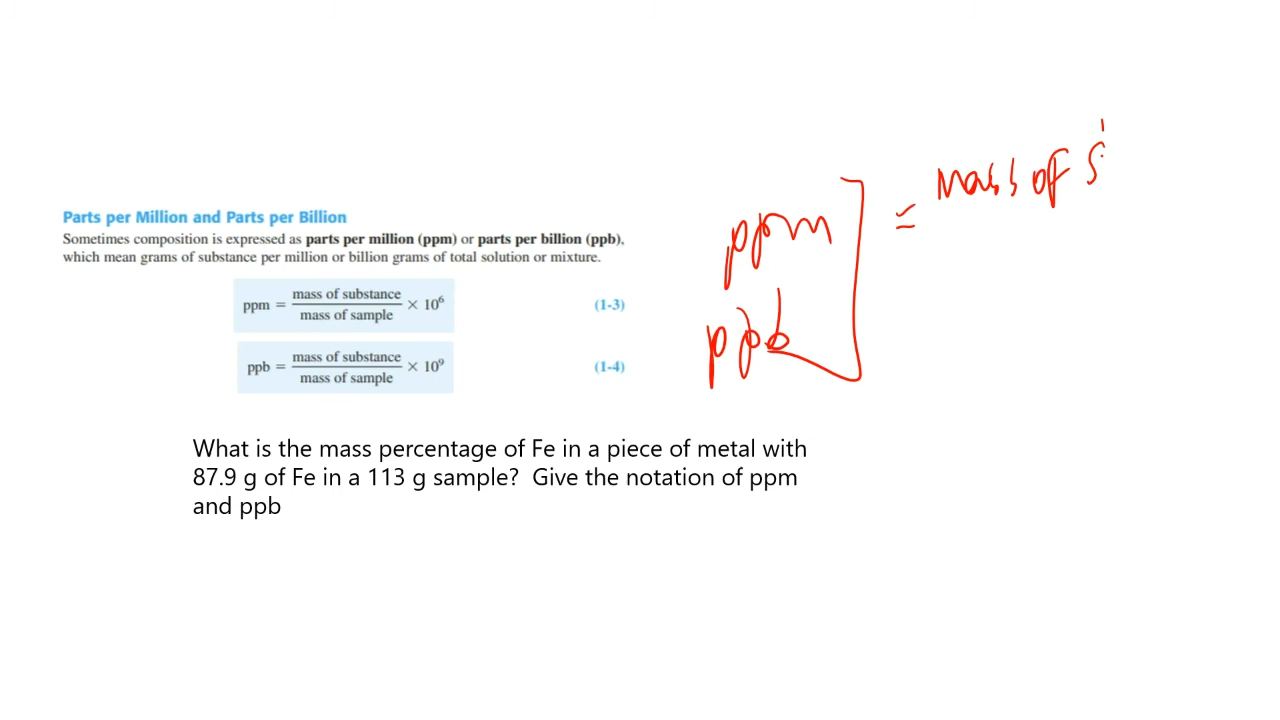 Parts per Million and Parts per Billion
Sometimes composition is expressed as parts per million (ppm) or parts per billion (ppb),
which mean grams of substance per million or billion grams of total solution or mixture.
ppm = mass of substance / mass of sample × 10⁶ (1-3)
ppb = mass of substance / mass of sample × 10⁹ (1-4)
ppm
ppb
= mass of s
What is the mass percentage of Fe in a piece of metal with
87.9 g of Fe in a 113 g sample? Give the notation of ppm
and ppb